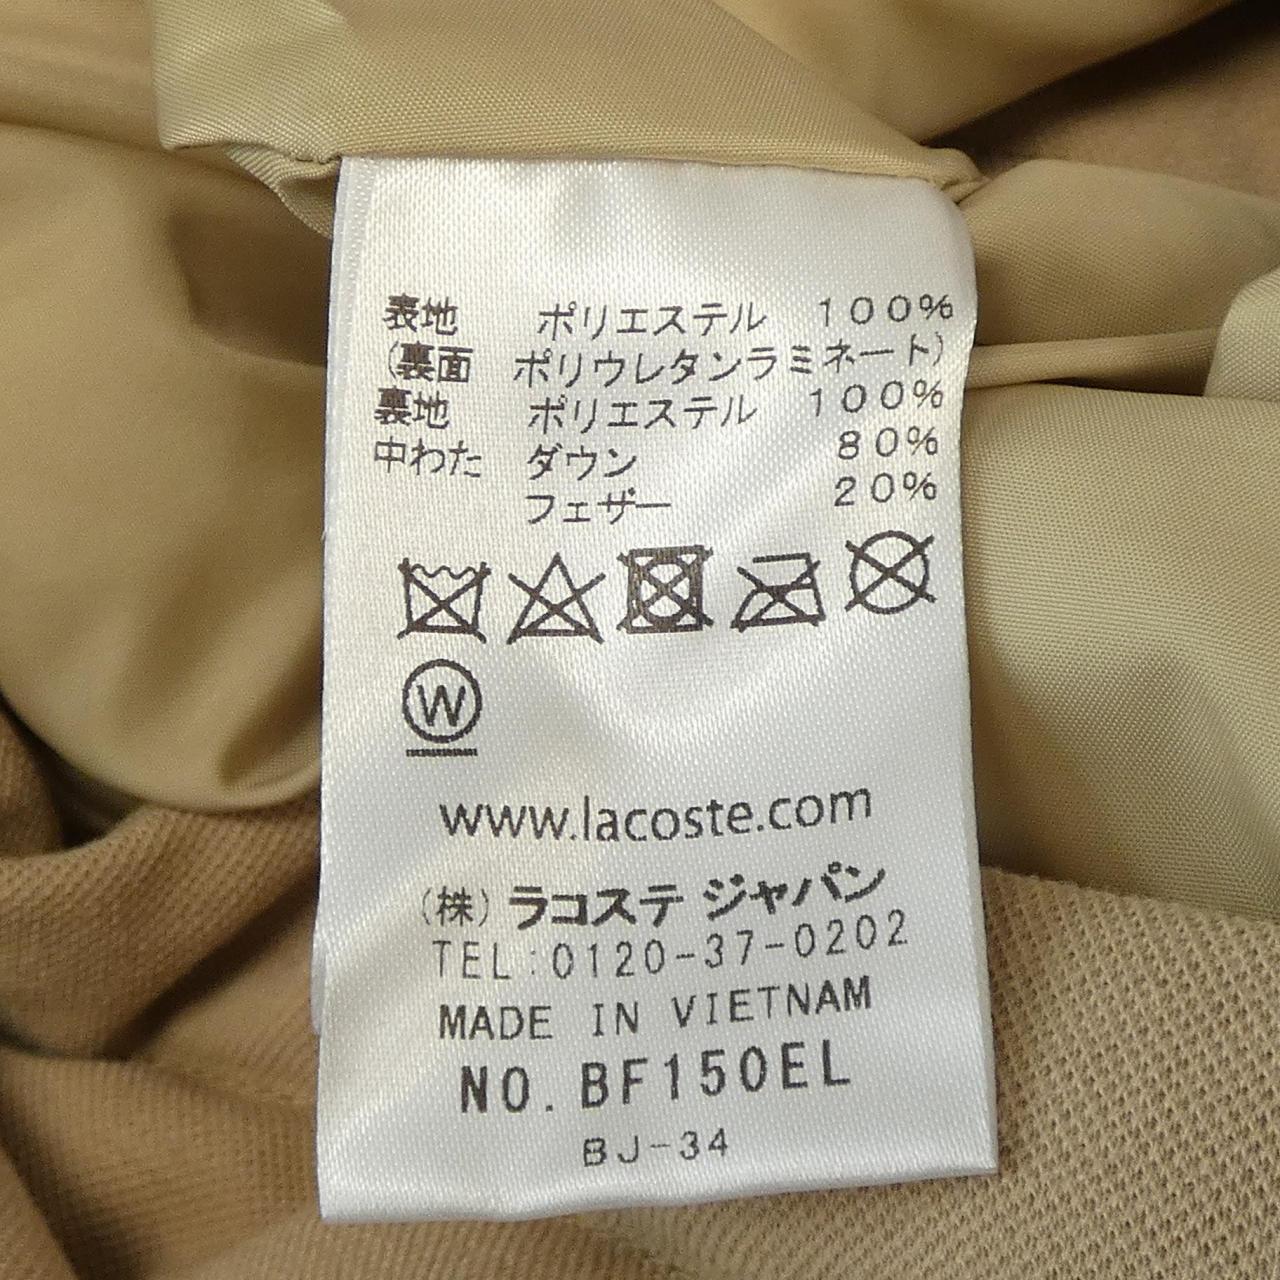 表地 ポリエステル 100%
(裏面 ポリウレタンラミネート)
裏地 ポリエステル 100%
中わた ダウン 80%
フェザー 20%
W
www.lacoste.com
(株)ラコステ ジャパン
TEL:0120-37-0202
MADE IN VIETNAM
NO.BF150EL
BJ-34